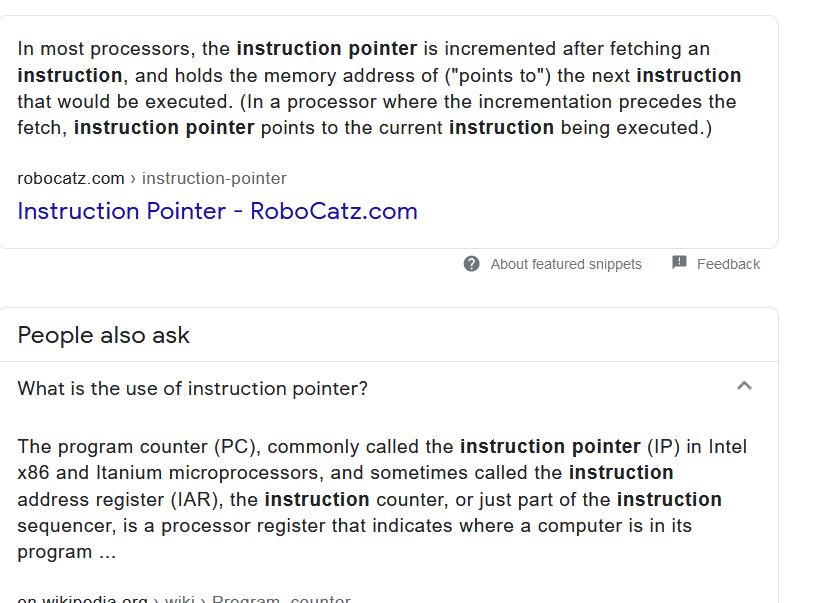 In most processors, the instruction pointer is incremented after fetching an
instruction, and holds the memory address of ("points to") the next instruction
that would be executed. (In a processor where the incrementation precedes the
fetch, instruction pointer points to the current instruction being executed.)
robocatz.com › instruction-pointer
Instruction Pointer - RoboCatz.com
About featured snippets Feedback
People also ask
What is the use of instruction pointer?
The program counter (PC), commonly called the instruction pointer (IP) in Intel
x86 and Itanium microprocessors, and sometimes called the instruction
address register (IAR), the instruction counter, or just part of the instruction
sequencer, is a processor register that indicates where a computer is in its
program ...
en.wikipedia.org › wiki › Program_counter